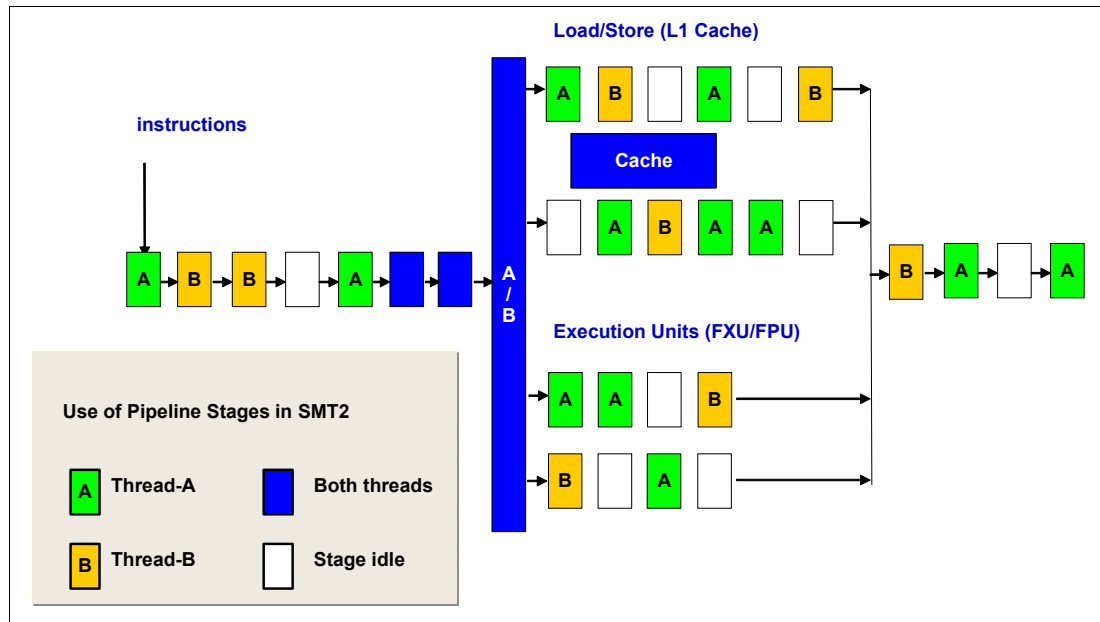 Load/Store (L1 Cache)
A B A B
instructions
Cache
A B A A
A B B A
A
/
B
B A A
Execution Units (FXU/FPU)
A A B
Use of Pipeline Stages in SMT2
B A
A Thread-A Both threads
B Thread-B Stage idle